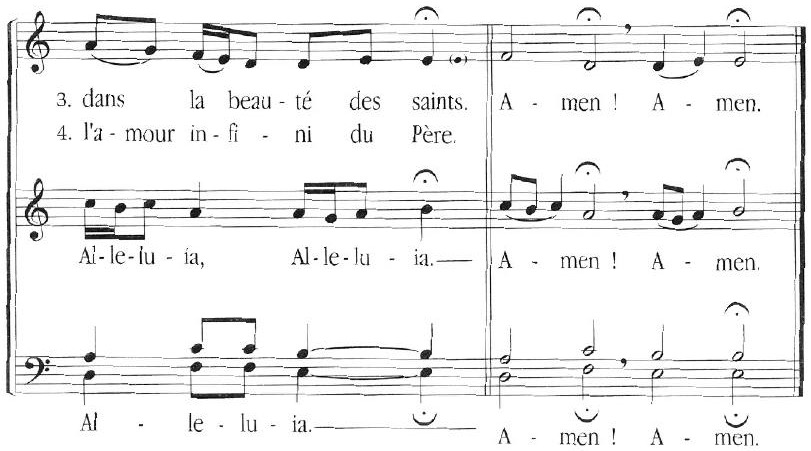 3. dans la beau - té des saints. A - men ! A - men.
4. l'a - mour in - fi - ni du Père.
Al - le - lu - ía, Al - le - lu - ia. A - men ! A - men.
Al - le - lu - ia. A - men ! A - men.